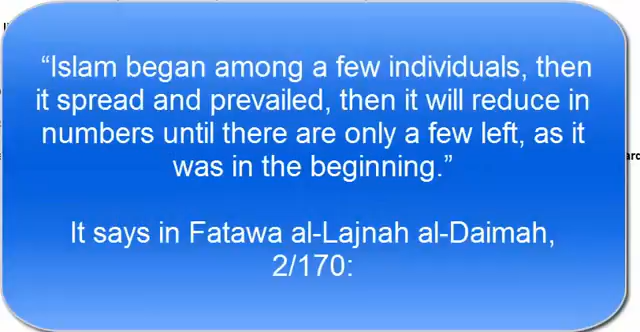 “Islam began among a few individuals, then
it spread and prevailed, then it will reduce in
numbers until there are only a few left, as it
was in the beginning.”
It says in Fatawa al-Lajnah al-Daimah,
2/170: